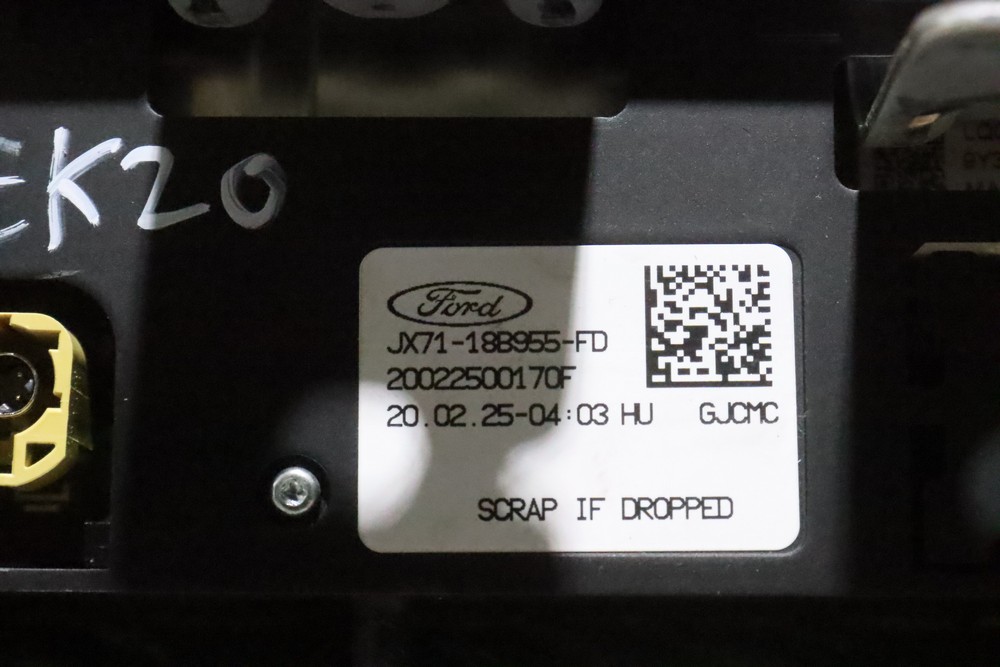 EK20
Ford
JX71-18B955-FD
20022500170F
20.02.25-04:03 HU GJCMC
SCRAP IF DROPPED